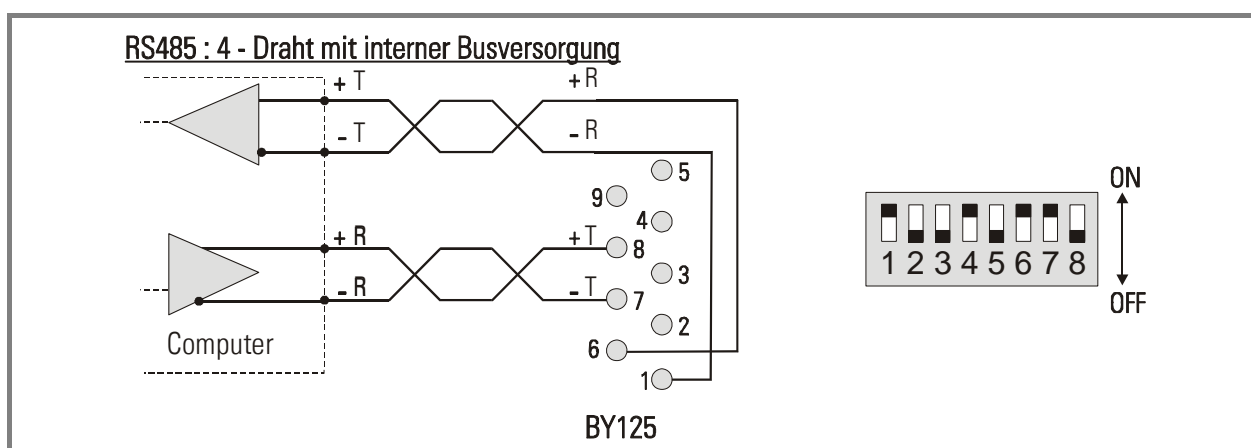 RS485 : 4 - Draht mit interner Busversorgung
+ T
+ R
- T
- R
5
9
4
+ R
+ T
8
3
- R
- T
7
2
Computer
6
1
BY125
ON
1 2 3 4 5 6 7 8
OFF